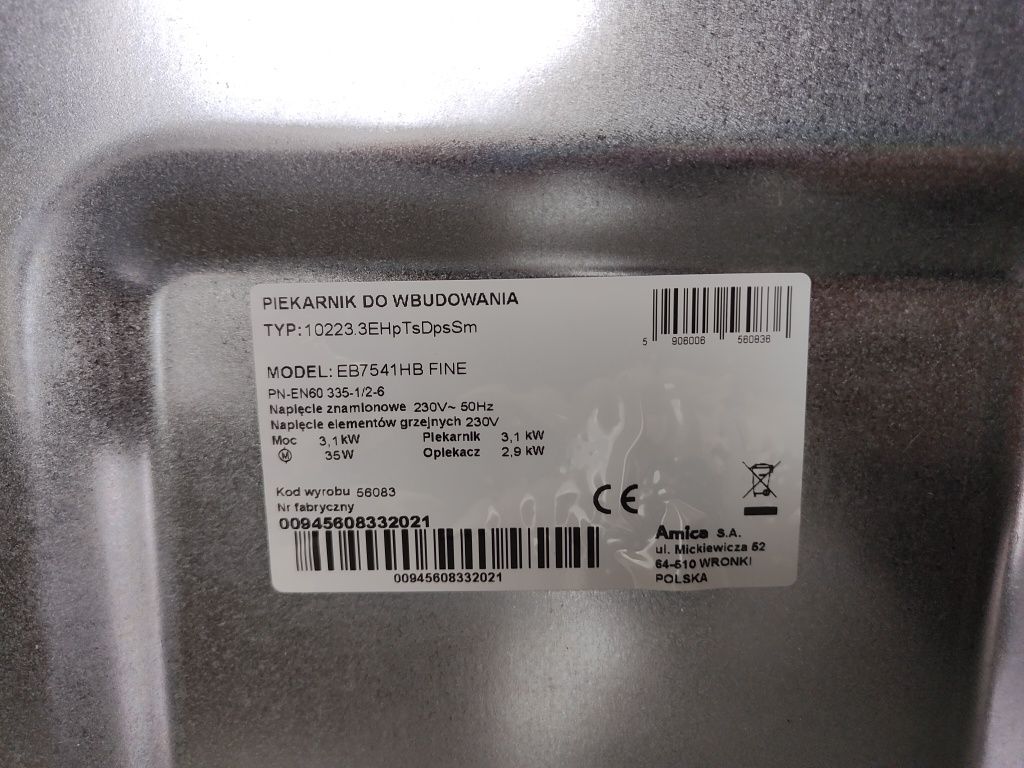 PIEKARNIK DO WBUDOWANIA
TYP:10223.3EHpTsDpsSm
5 906006 560836
MODEL: EB7541HB FINE
PN-EN60 335-1/2-6
Napięcie znamionowe 230V~ 50Hz
Napięcie elementów grzejnych 230V
Moc 3,1kW Piekarnik 3,1 kW
M 35W Opiekacz 2,9 kW
Kod wyrobu 56083
Nr fabryczny
00945608332021
00945608332021
CE
Amica S.A.
ul. Mickiewicza 52
64-510 WRONKI
POLSKA